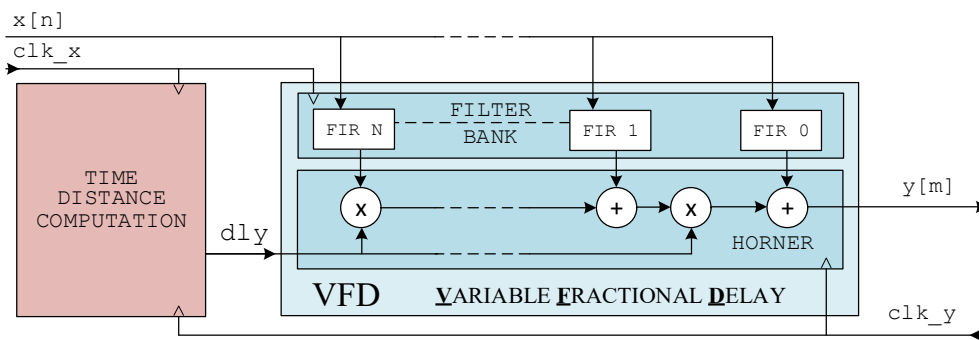 x[n]
clk_x
FILTER
BANK
FIR N
FIR 1
FIR 0
TIME
DISTANCE
COMPUTATION
x
+
x
+
y[m]
dly
HORNER
VFD
VARIABLE FRACTIONAL DELAY
clk_y